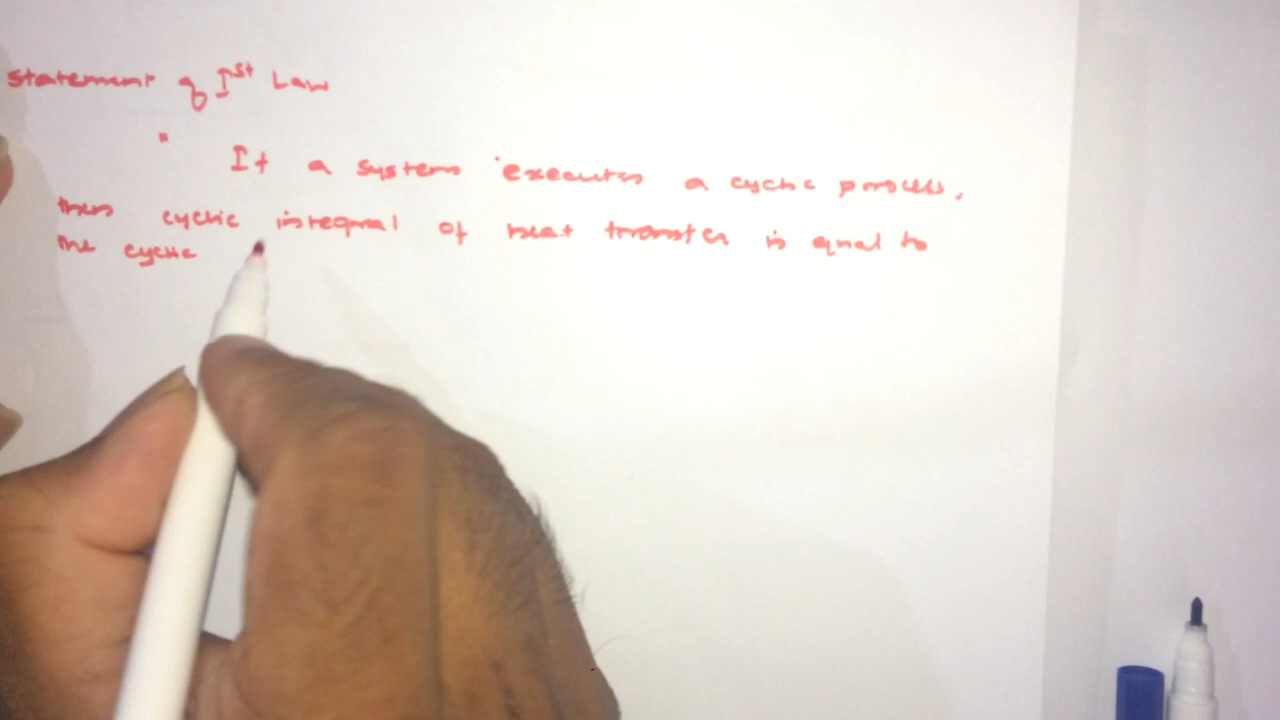 Statement of Ist Law
" If a system executes a cyclic process,
then cyclic integral of heat transfer is equal to
the cyclic